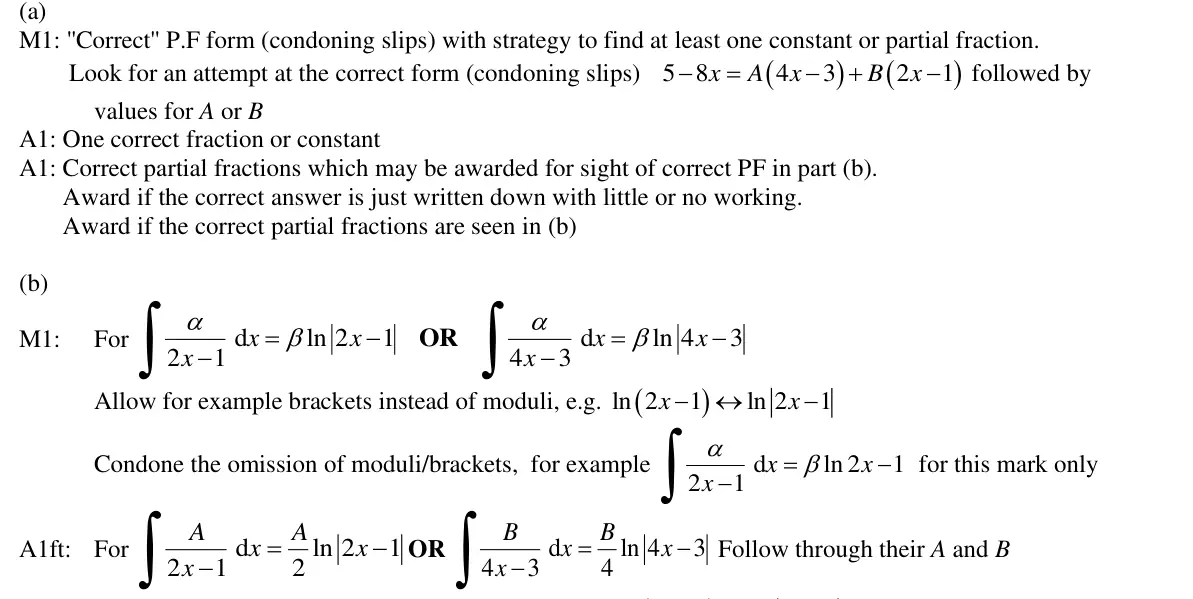 (a)
M1: "Correct" P.F form (condoning slips) with strategy to find at least one constant or partial fraction.
Look for an attempt at the correct form (condoning slips) 5−8x = A(4x−3)+B(2x−1) followed by
values for A or B
A1: One correct fraction or constant
A1: Correct partial fractions which may be awarded for sight of correct PF in part (b).
Award if the correct answer is just written down with little or no working.
Award if the correct partial fractions are seen in (b)
(b)
M1: For ∫ α/(2x−1) dx = β ln|2x−1| OR ∫ α/(4x−3) dx = β ln|4x−3|
Allow for example brackets instead of moduli, e.g. ln(2x−1)↔ln|2x−1|
Condone the omission of moduli/brackets, for example ∫ α/(2x−1) dx = β ln 2x−1 for this mark only
A1ft: For ∫ A/(2x−1) dx = A/2 ln|2x−1| OR ∫ B/(4x−3) dx = B/4 ln|4x−3| Follow through their A and B